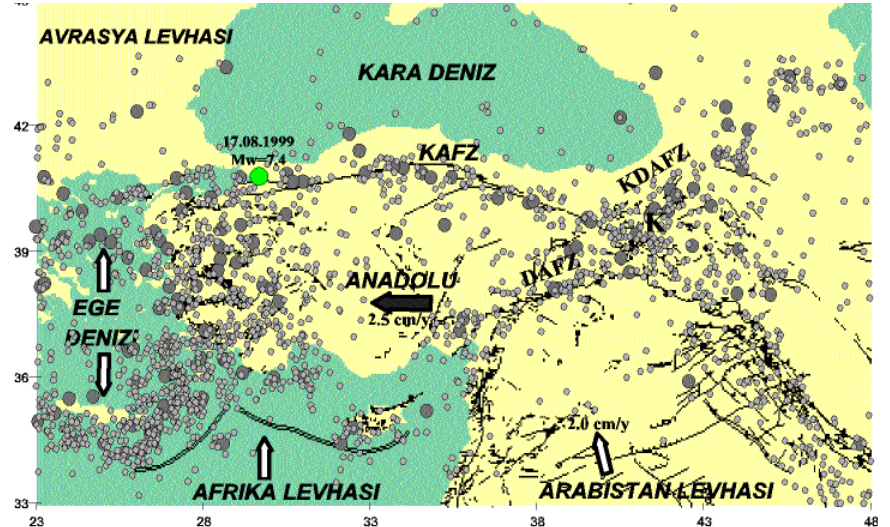 AVRASYA LEVHASI
KARA DENIZ
42
17.08.1999
Mw=7.4
KAFZ
KDAFZ
K
39
DAFZ
ANADOLU
2.5 cm/y
EGE
DENIZ
36
2.0 cm/y
AFRIKA LEVHASI
ARABISTAN LEVHASI
33
23
28
33
38
43
48